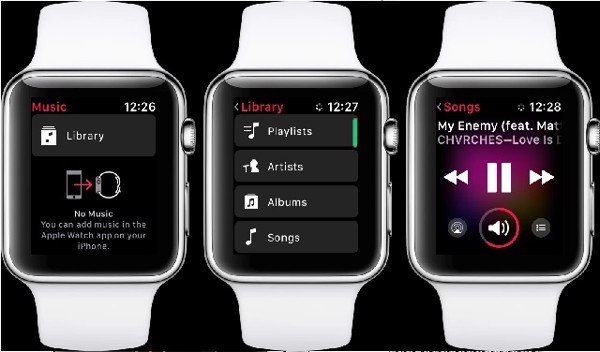 Music 12:26
Library
No Music
You can add music in the
Apple Watch app on your
iPhone.
Library 12:27
Playlists
Artists
Albums
Songs
Songs 12:28
My Enemy (feat. Mat
CHVRCHES—Love Is D